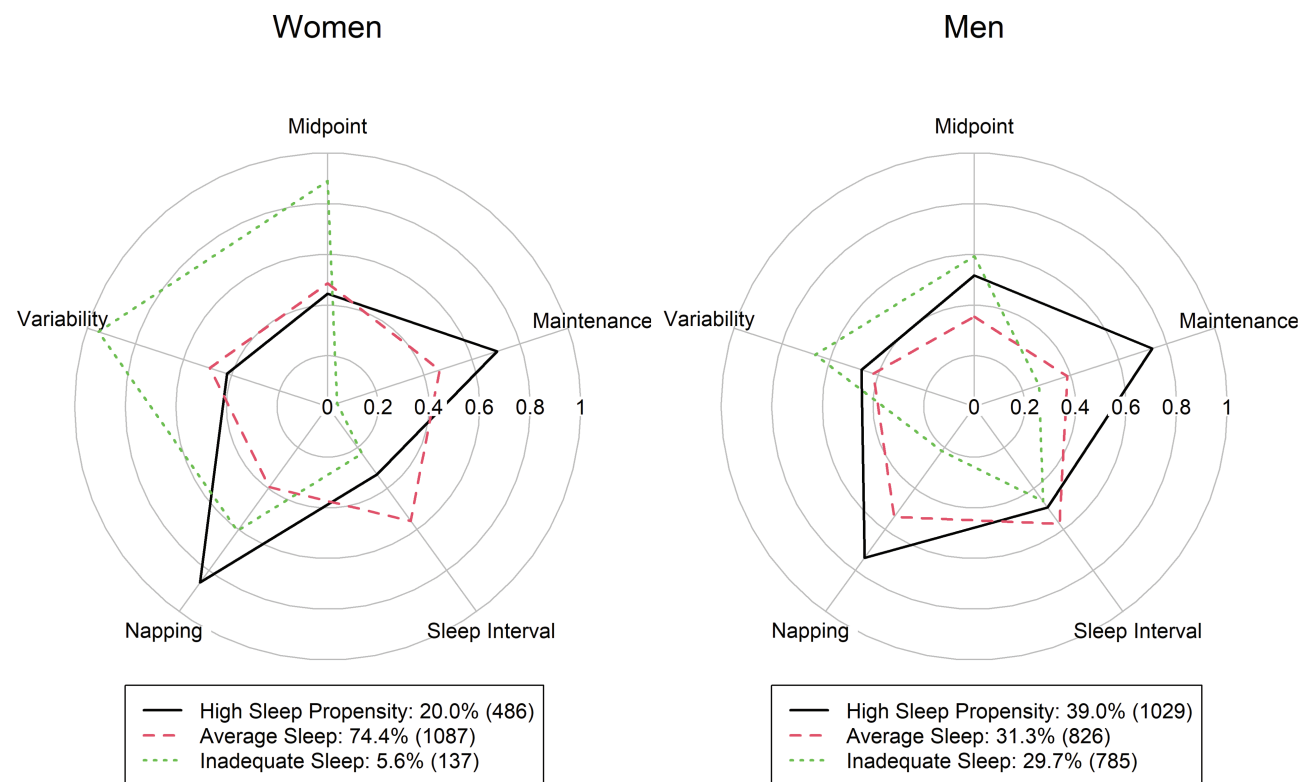 Women
Midpoint
Variability
Maintenance
0 0.2 0.4 0.6 0.8 1
Napping
Sleep Interval
High Sleep Propensity: 20.0% (486)
Average Sleep: 74.4% (1087)
Inadequate Sleep: 5.6% (137)
Men
Midpoint
Variability
Maintenance
0 0.2 0.4 0.6 0.8 1
Napping
Sleep Interval
High Sleep Propensity: 39.0% (1029)
Average Sleep: 31.3% (826)
Inadequate Sleep: 29.7% (785)